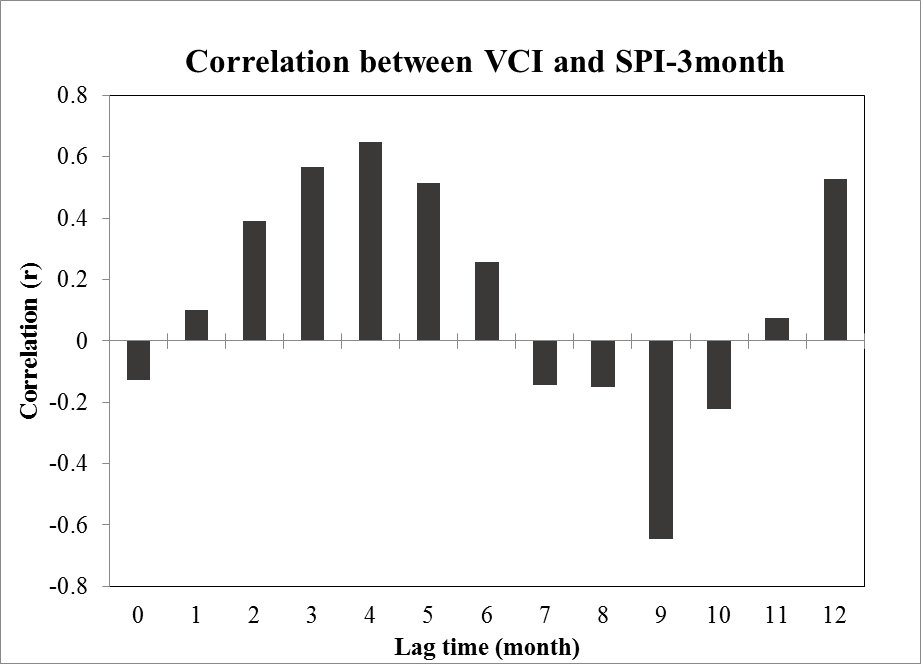 Correlation between VCI and SPI-3month
0.8
0.6
0.4
0.2
0
-0.2
-0.4
-0.6
-0.8
Correlation (r)
0 1 2 3 4 5 6 7 8 9 10 11 12
Lag time (month)